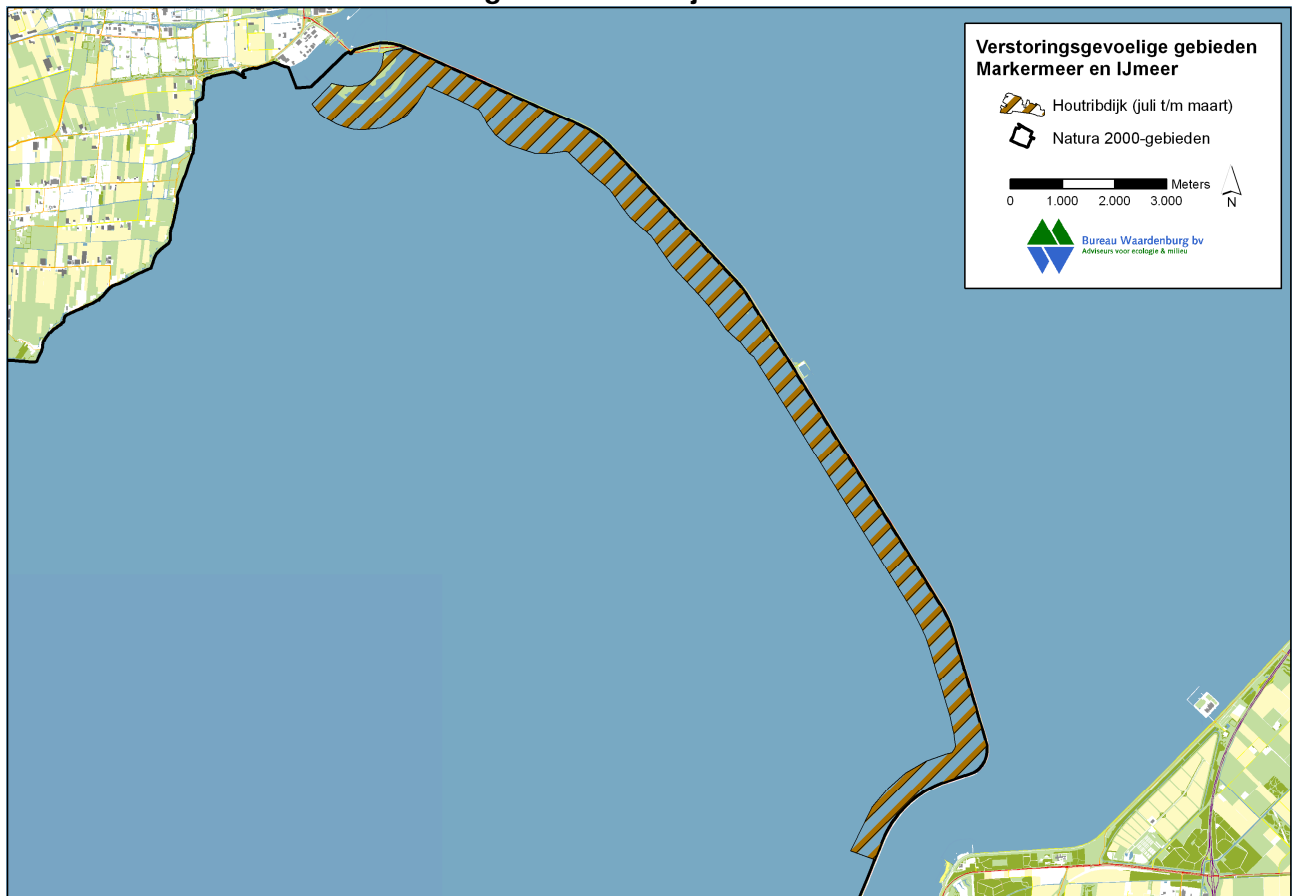 Verstoringsgevoelige gebieden
Markermeer en IJmeer
Houtribdijk (juli t/m maart)
Natura 2000-gebieden
Meters
0 1.000 2.000 3.000
N
Bureau Waardenburg bv
Adviseurs voor ecologie & milieu